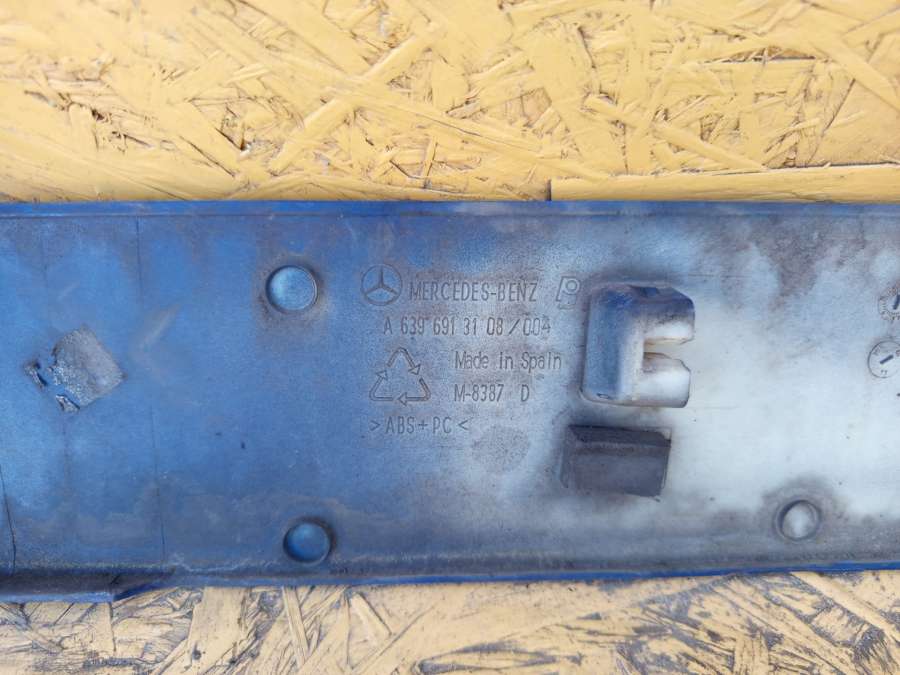 MERCEDES-BENZ
A 639 691 31 08/004
Made in Spain
M-8387 D
>ABS+PC<